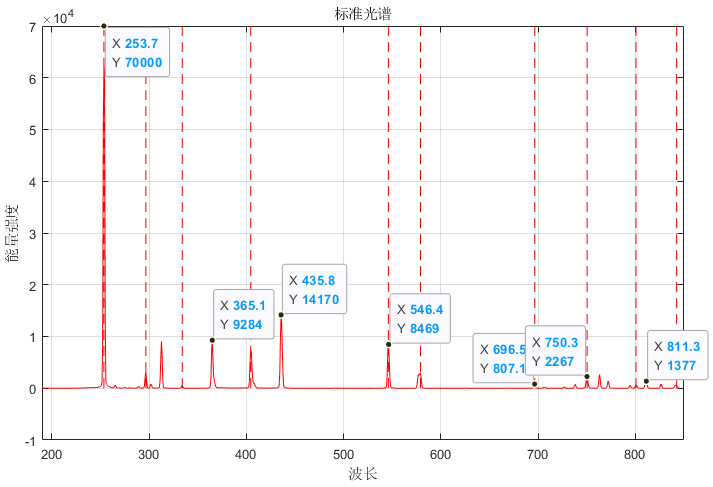 标准光谱
×10⁴
7
6
5
4
3
2
1
0
-1
能量强度
X 253.7
Y 70000
X 365.1
Y 9284
X 435.8
Y 14170
X 546.4
Y 8469
X 696.5
Y 807.1
X 750.3
Y 2267
X 811.3
Y 1377
200 300 400 500 600 700 800
波长